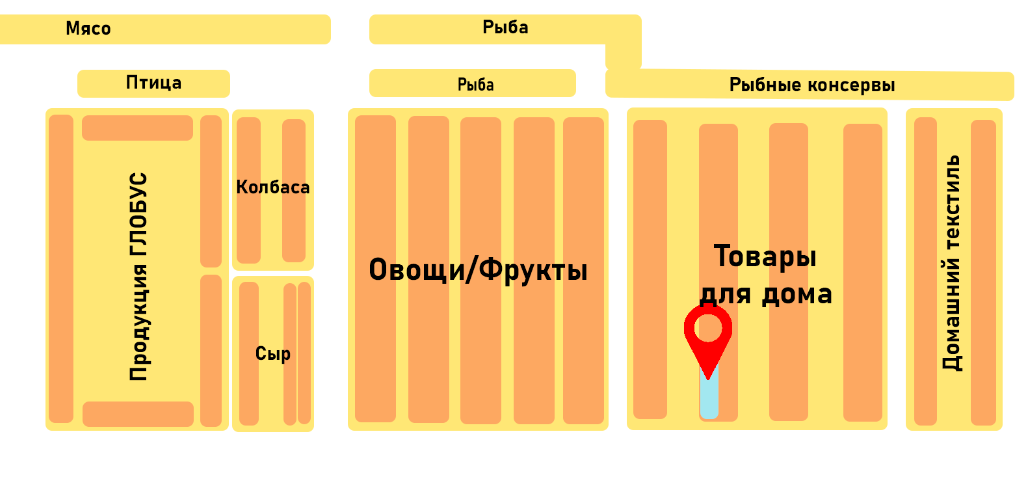 Мясо
Рыба
Птица
Рыба
Рыбные консервы
Продукция ГЛОБУС
Колбаса
Сыр
Овощи/Фрукты
Товары
для дома
Домашний текстиль